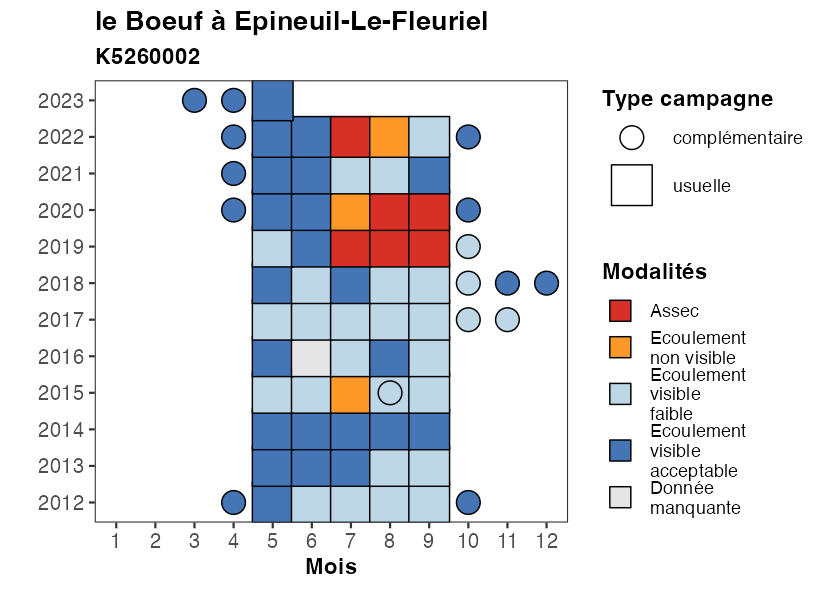 le Boeuf à Epineuil-Le-Fleuriel
K5260002
2023
2022
2021
2020
2019
2018
2017
2016
2015
2014
2013
2012
1 2 3 4 5 6 7 8 9 10 11 12
Mois
Type campagne
complémentaire
usuelle
Modalités
Assec
Ecoulement
non visible
Ecoulement
visible
faible
Ecoulement
visible
acceptable
Donnée
manquante